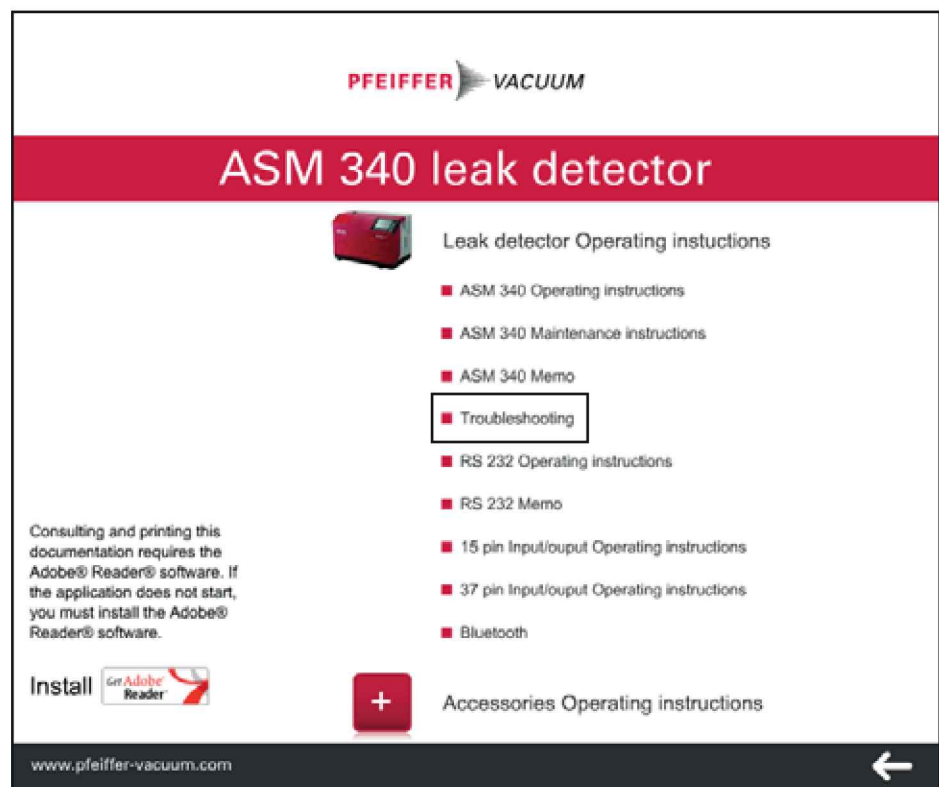 PFEIFFER VACUUM
ASM 340 leak detector
Leak detector Operating instuctions
ASM 340 Operating instructions
ASM 340 Maintenance instructions
ASM 340 Memo
Troubleshooting
RS 232 Operating instructions
RS 232 Memo
15 pin Input/ouput Operating instructions
37 pin Input/ouput Operating instructions
Bluetooth
Consulting and printing this
documentation requires the
Adobe® Reader® software. If
the application does not start,
you must install the Adobe®
Reader® software.
Install
Get Adobe®
Reader®
+ Accessories Operating instructions
www.pfeiffer-vacuum.com